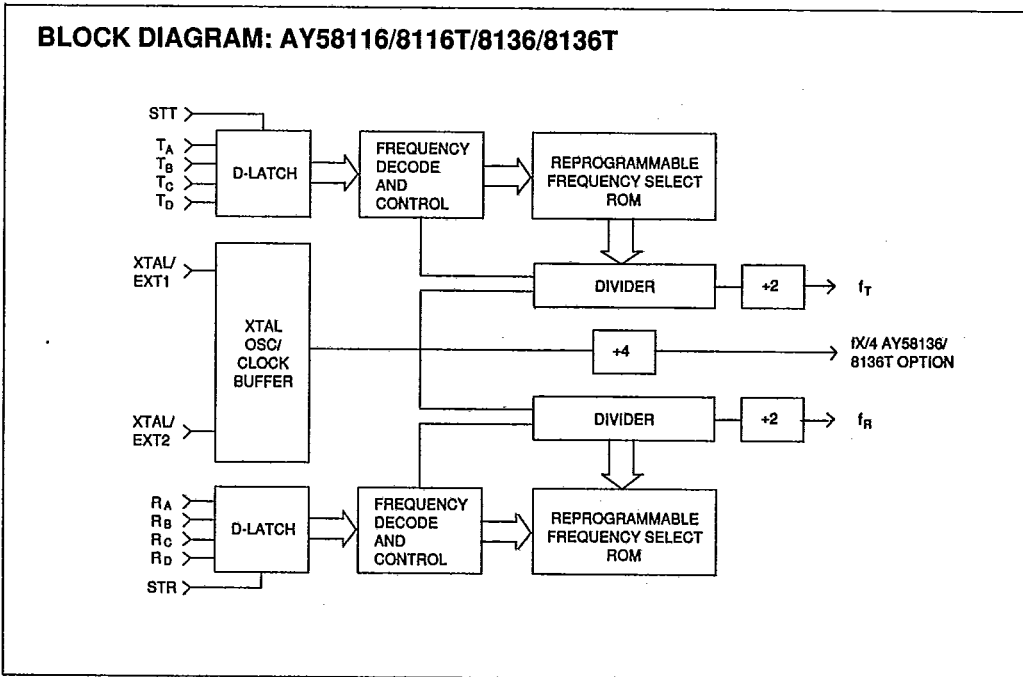 BLOCK DIAGRAM: AY58116/8116T/8136/8136T
STT
TA
TB
TC
TD
D-LATCH
FREQUENCY
DECODE
AND
CONTROL
REPROGRAMMABLE
FREQUENCY SELECT
ROM
XTAL/
EXT1
XTAL
OSC/
CLOCK
BUFFER
DIVIDER
÷2
fT
÷4
fX/4 AY58136/
8136T OPTION
XTAL/
EXT2
DIVIDER
÷2
fR
RA
RB
RC
RD
STR
D-LATCH
FREQUENCY
DECODE
AND
CONTROL
REPROGRAMMABLE
FREQUENCY SELECT
ROM